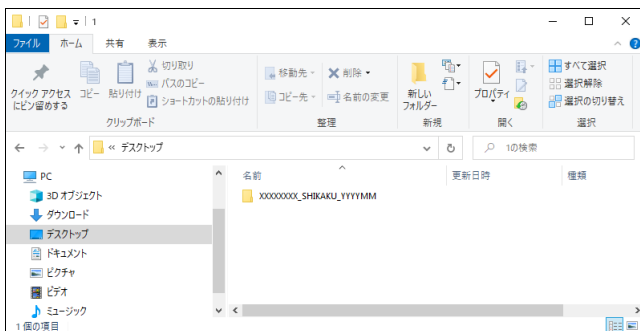 1
ファイル ホーム 共有 表示
クイック アクセス
にピン留めする
コピー
貼り付け
切り取り
パスのコピー
ショートカットの貼り付け
クリップボード
移動先
コピー先
削除
名前の変更
整理
新しい
フォルダー
新規
プロパティ
開く
すべて選択
選択解除
選択の切り替え
選択
« デスクトップ
1の検索
PC
3D オブジェクト
ダウンロード
デスクトップ
ドキュメント
ピクチャ
ビデオ
ミュージック
名前 更新日時 種類
XXXXXXXX_SHIKAKU_YYYYMM
1 個の項目